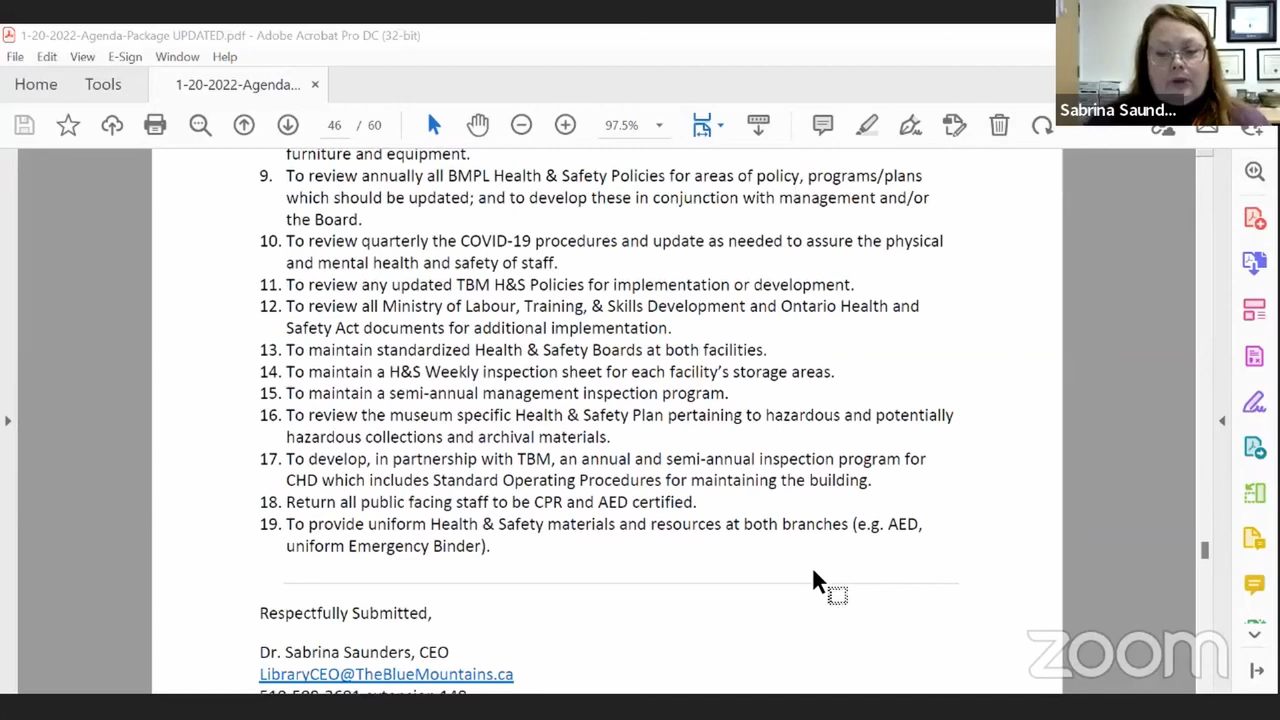 1-20-2022-Agenda-Package UPDATED.pdf - Adobe Acrobat Pro DC (32-bit)
File Edit View E-Sign Window Help
Home Tools 1-20-2022-Agenda... ×
46 / 60 97.5%
Sabrina Saund...
furniture and equipment.
9. To review annually all BMPL Health & Safety Policies for areas of policy, programs/plans
which should be updated; and to develop these in conjunction with management and/or
the Board.
10. To review quarterly the COVID-19 procedures and update as needed to assure the physical
and mental health and safety of staff.
11. To review any updated TBM H&S Policies for implementation or development.
12. To review all Ministry of Labour, Training, & Skills Development and Ontario Health and
Safety Act documents for additional implementation.
13. To maintain standardized Health & Safety Boards at both facilities.
14. To maintain a H&S Weekly inspection sheet for each facility's storage areas.
15. To maintain a semi-annual management inspection program.
16. To review the museum specific Health & Safety Plan pertaining to hazardous and potentially
hazardous collections and archival materials.
17. To develop, in partnership with TBM, an annual and semi-annual inspection program for
CHD which includes Standard Operating Procedures for maintaining the building.
18. Return all public facing staff to be CPR and AED certified.
19. To provide uniform Health & Safety materials and resources at both branches (e.g. AED,
uniform Emergency Binder).
Respectfully Submitted,
Dr. Sabrina Saunders, CEO
LibraryCEO@TheBlueMountains.ca
zoom